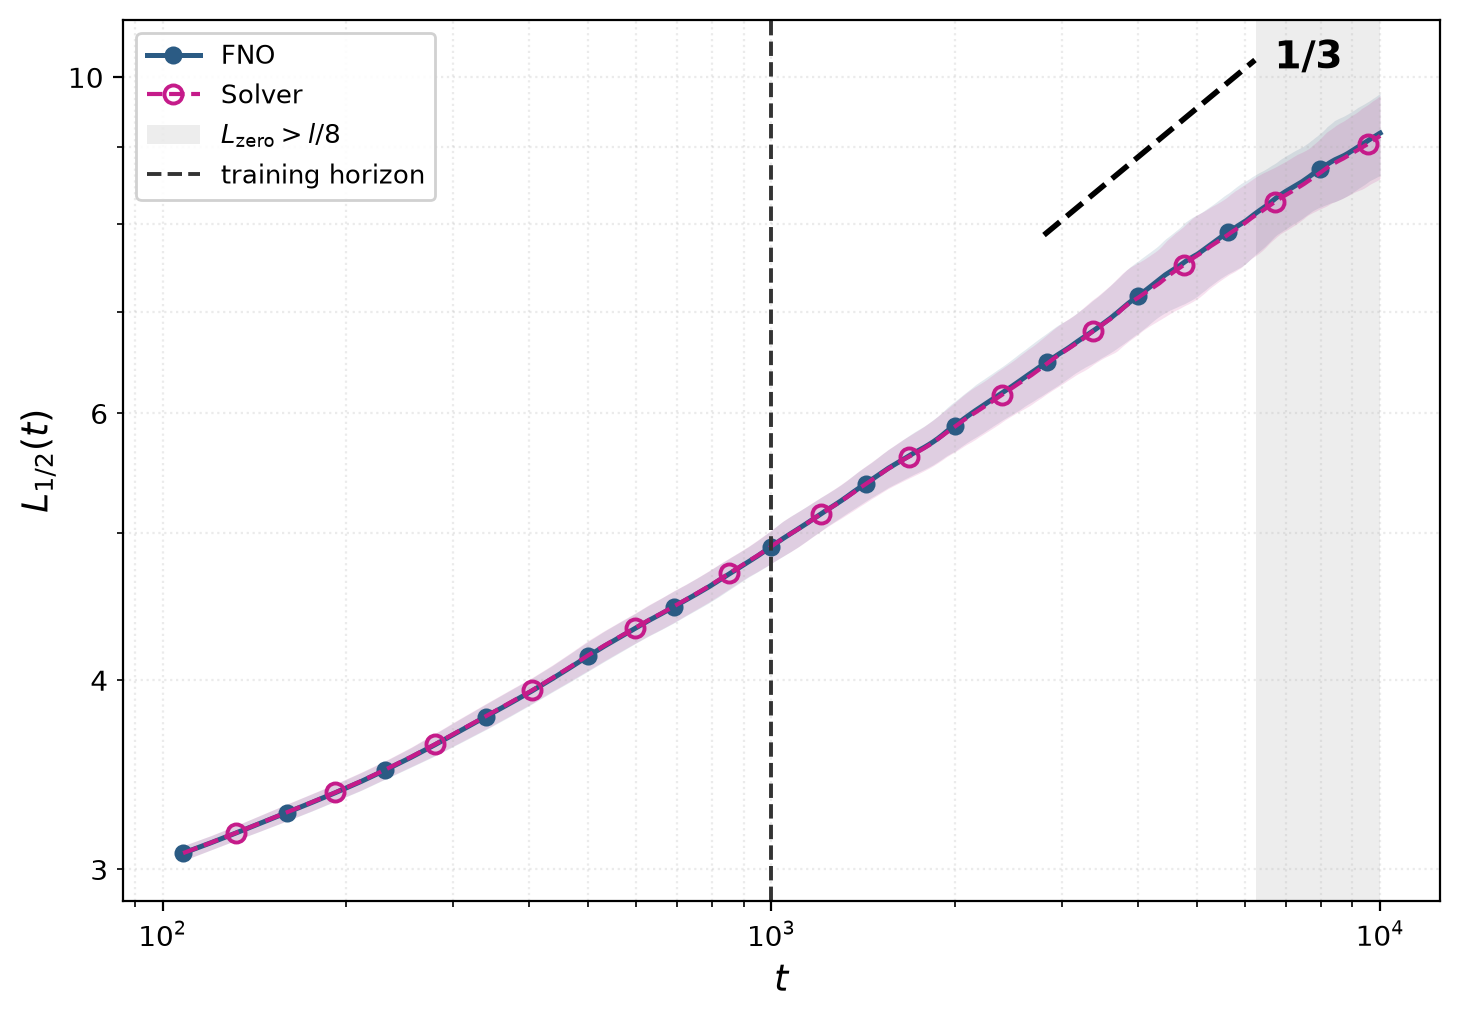 FNO
Solver
L_zero > l/8
training horizon
1/3
10
6
4
3
L_{1/2}(t)
10^2
10^3
10^4
t